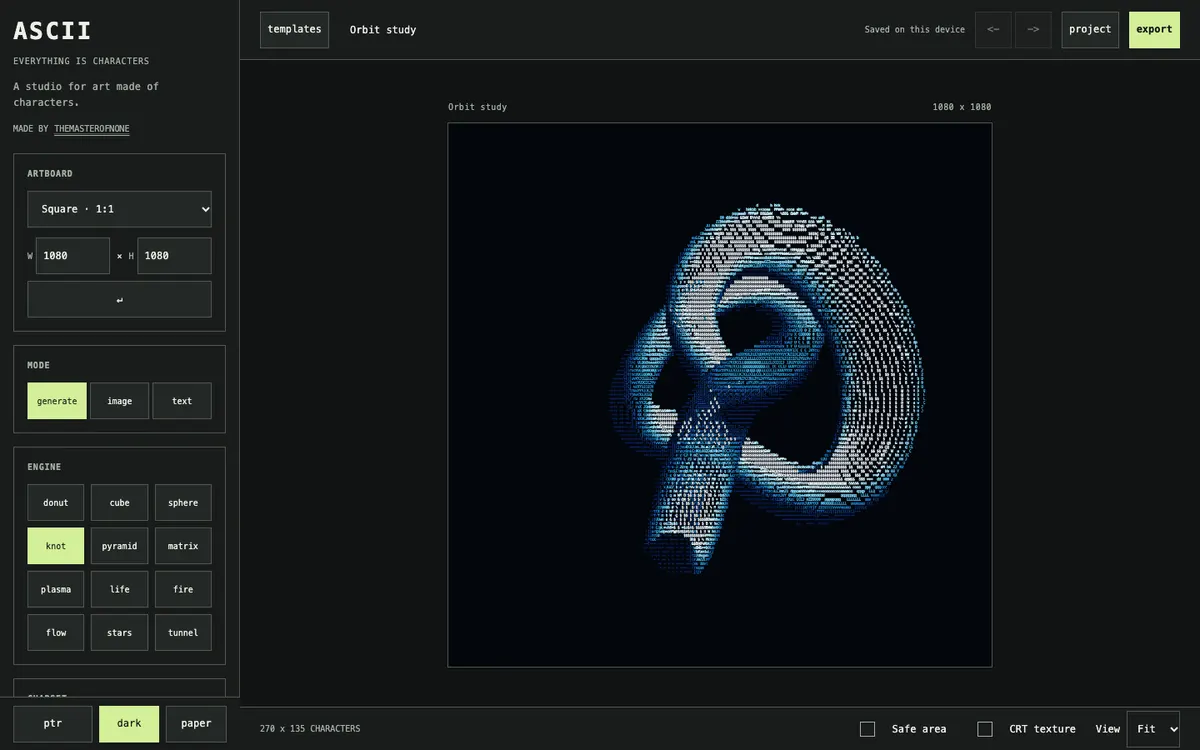 ASCII
EVERYTHING IS CHARACTERS
A studio for art made of
characters.
MADE BY THEMASTEROFNONE
ARTBOARD
Square · 1:1
W 1080 × H 1080
↵
MODE
generate image text
ENGINE
donut cube sphere
knot pyramid matrix
plasma life fire
flow stars tunnel
ptr dark paper
templates Orbit study Saved on this device <- -> project export
Orbit study 1080 x 1080
270 x 135 CHARACTERS Safe area CRT texture View Fit